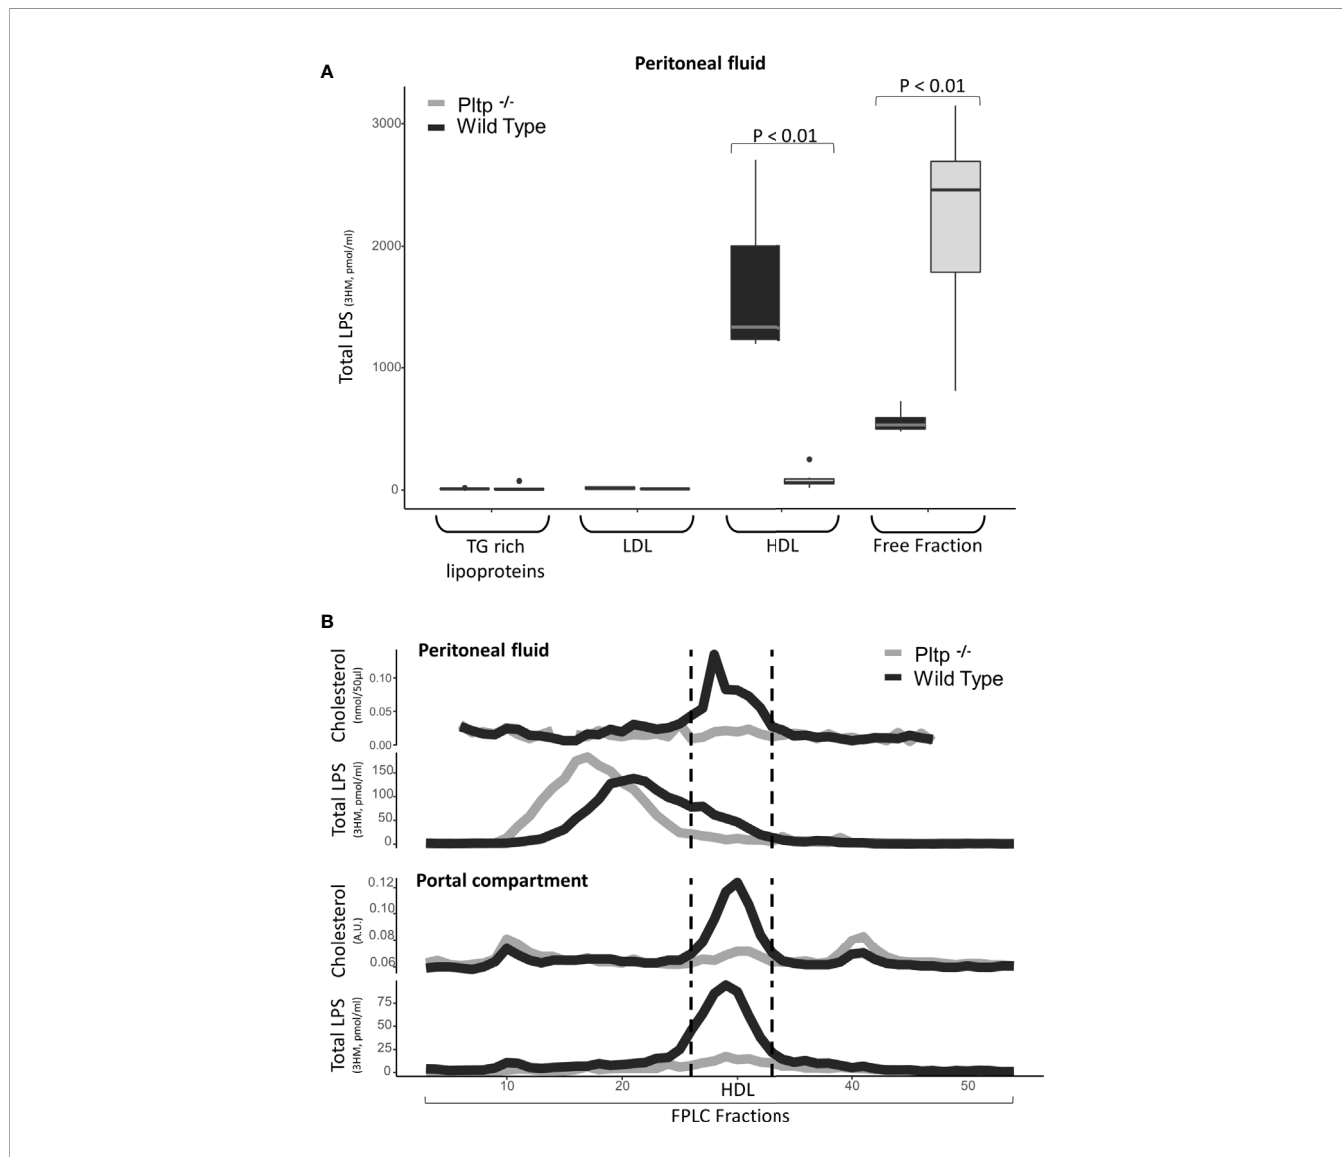 A
Peritoneal fluid
Pltp -/-
Wild Type
P < 0.01
P < 0.01
Total LPS (3HM, pmol/ml)
3000
2000
1000
0
TG rich
lipoproteins
LDL
HDL
Free Fraction
B
Peritoneal fluid
Pltp -/-
Wild Type
Cholesterol
(nmol/50µl)
0.10
0.05
0.00
Total LPS
(3HM, pmol/ml)
150
100
50
0
Portal compartment
Cholesterol
(A.U.)
0.12
0.12
0.08
0.06
Total LPS
(3HM, pmol/ml)
75
50
25
0
10
20
30
40
50
HDL
FPLC Fractions